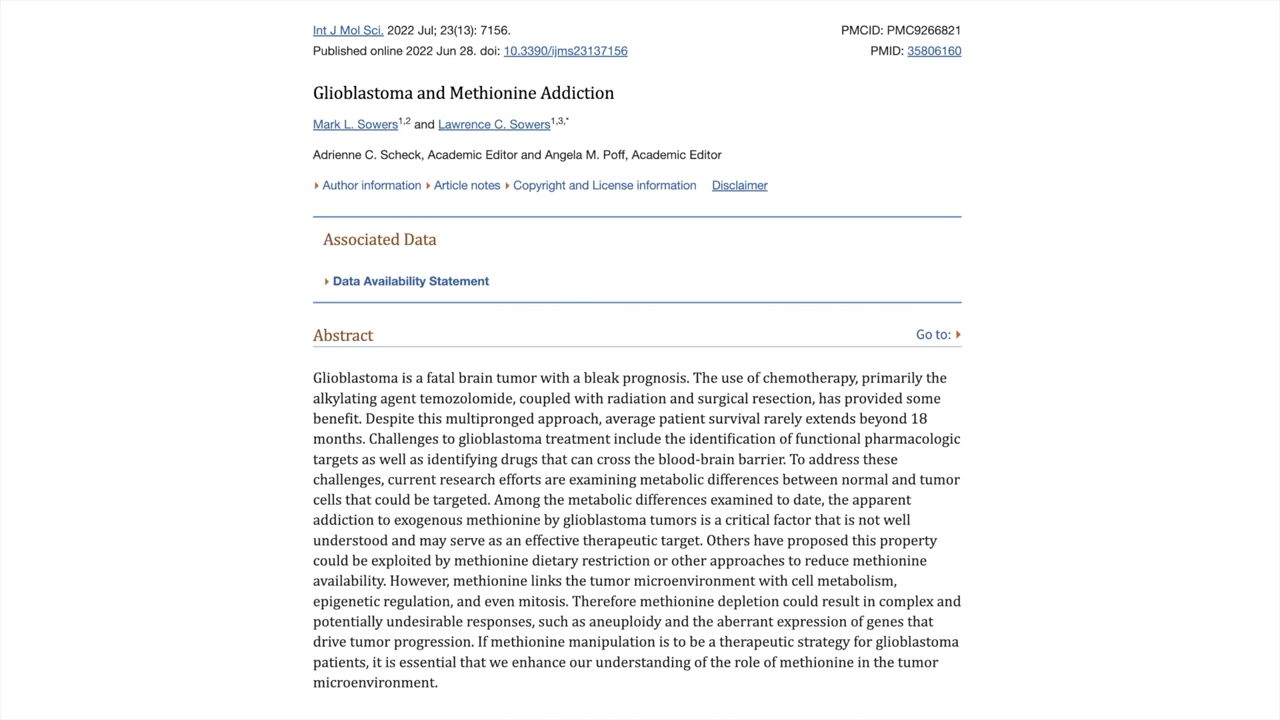 Int J Mol Sci. 2022 Jul; 23(13): 7156.
PMCID: PMC9266821
Published online 2022 Jun 28. doi: 10.3390/ijms23137156
PMID: 35806160
Glioblastoma and Methionine Addiction
Mark L. Sowers1,2 and Lawrence C. Sowers1,3,*
Adrienne C. Scheck, Academic Editor and Angela M. Poff, Academic Editor
Author information Article notes Copyright and License information Disclaimer
Associated Data
Data Availability Statement
Abstract
Go to:
Glioblastoma is a fatal brain tumor with a bleak prognosis. The use of chemotherapy, primarily the
alkylating agent temozolomide, coupled with radiation and surgical resection, has provided some
benefit. Despite this multipronged approach, average patient survival rarely extends beyond 18
months. Challenges to glioblastoma treatment include the identification of functional pharmacologic
targets as well as identifying drugs that can cross the blood-brain barrier. To address these
challenges, current research efforts are examining metabolic differences between normal and tumor
cells that could be targeted. Among the metabolic differences examined to date, the apparent
addiction to exogenous methionine by glioblastoma tumors is a critical factor that is not well
understood and may serve as an effective therapeutic target. Others have proposed this property
could be exploited by methionine dietary restriction or other approaches to reduce methionine
availability. However, methionine links the tumor microenvironment with cell metabolism,
epigenetic regulation, and even mitosis. Therefore methionine depletion could result in complex and
potentially undesirable responses, such as aneuploidy and the aberrant expression of genes that
drive tumor progression. If methionine manipulation is to be a therapeutic strategy for glioblastoma
patients, it is essential that we enhance our understanding of the role of methionine in the tumor
microenvironment.